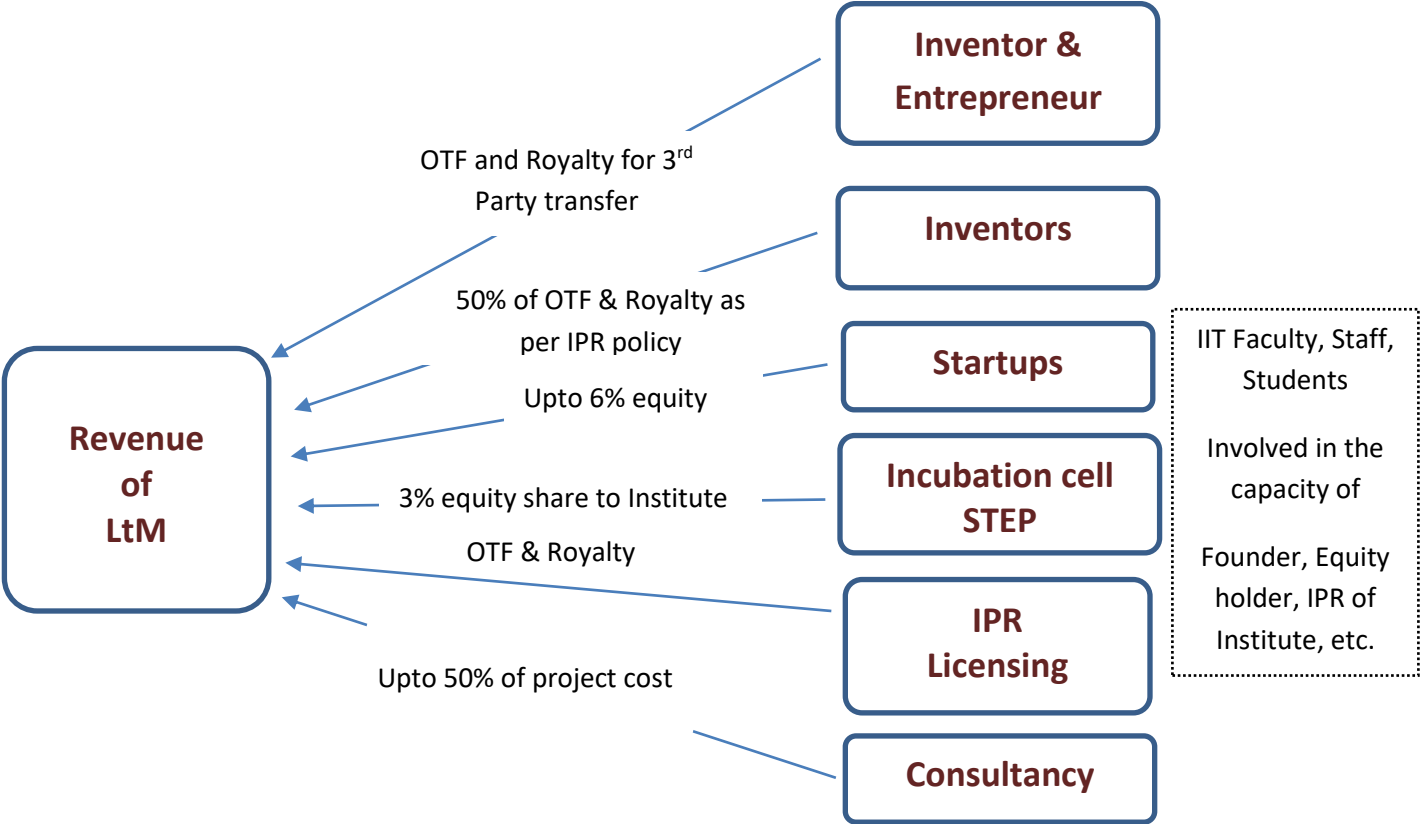 Inventor &
Entrepreneur
OTF and Royalty for 3rd
Party transfer
Inventors
50% of OTF & Royalty as
per IPR policy
Startups
Upto 6% equity
Revenue
of
LtM
Incubation cell
STEP
3% equity share to Institute
OTF & Royalty
IPR
Licensing
Upto 50% of project cost
Consultancy
IIT Faculty, Staff,
Students
Involved in the
capacity of
Founder, Equity
holder, IPR of
Institute, etc.